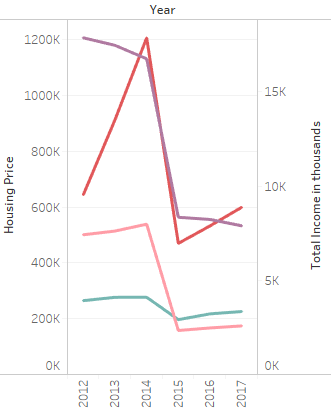 Year
1200K
1000K
800K
600K
400K
200K
0K
Housing Price
15K
10K
5K
0K
Total Income in thousands
2012
2013
2014
2015
2016
2017